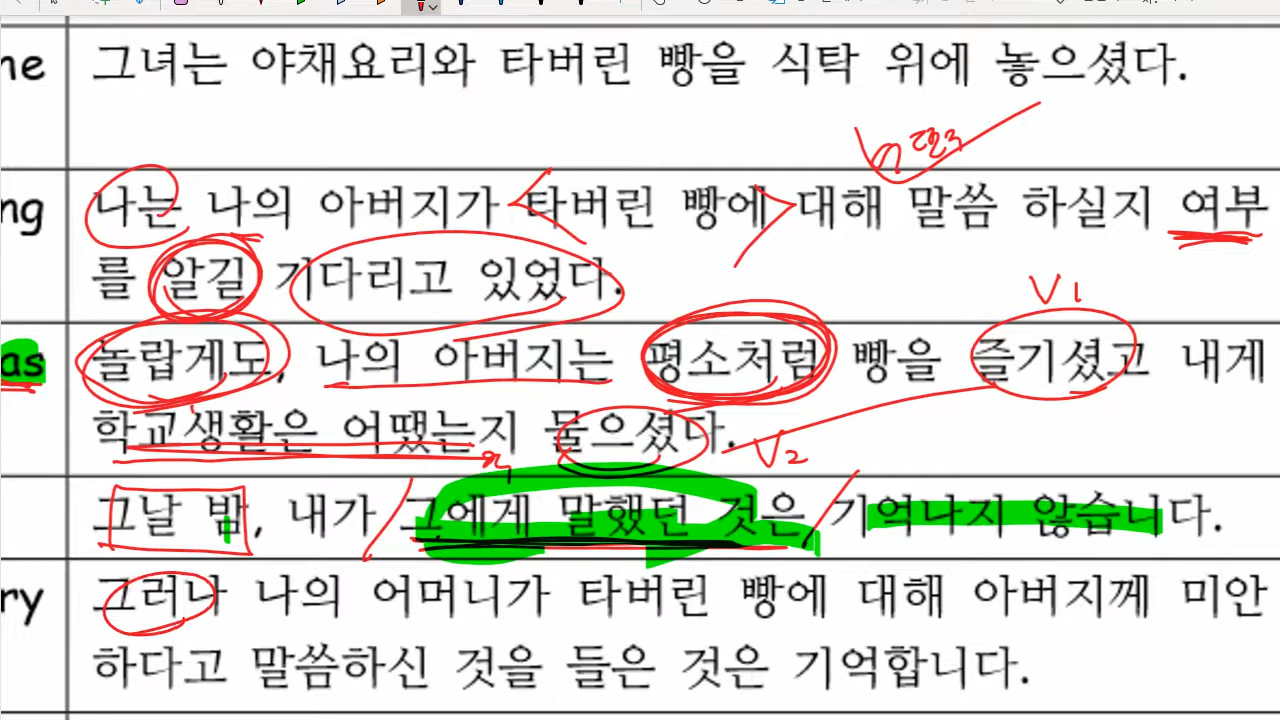 ne 그녀는 야채요리와 타버린 빵을 식탁 위에 놓으셨다.
ng 나는 나의 아버지가 타버린 빵에 대해 말씀 하실지 여부
를 알길 기다리고 있었다.
V1
as 놀랍게도, 나의 아버지는 평소처럼 빵을 즐기셨고 내게
학교생활은 어땠는지 물으셨다.
V2
그날 밤, 내가 그에게 말했던 것은 기억나지 않습니다.
ry 그러나 나의 어머니가 타버린 빵에 대해 아버지께 미안
하다고 말씀하신 것을 들은 것은 기억합니다.